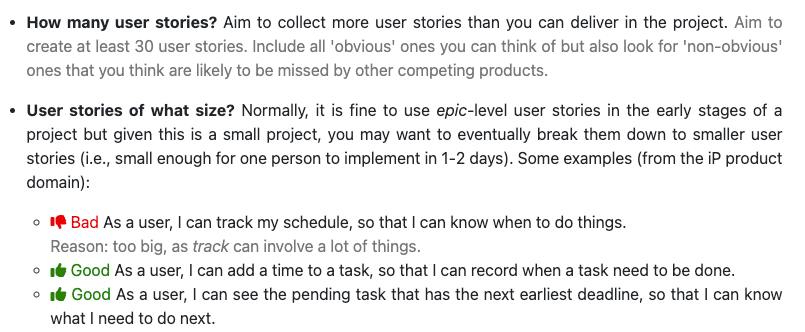 How many user stories? Aim to collect more user stories than you can deliver in the project. Aim to
create at least 30 user stories. Include all 'obvious' ones you can think of but also look for 'non-obvious'
ones that you think are likely to be missed by other competing products.
User stories of what size? Normally, it is fine to use epic-level user stories in the early stages of a
project but given this is a small project, you may want to eventually break them down to smaller user
stories (i.e., small enough for one person to implement in 1-2 days). Some examples (from the iP product
domain):
Bad As a user, I can track my schedule, so that I can know when to do things.
Reason: too big, as track can involve a lot of things.
Good As a user, I can add a time to a task, so that I can record when a task need to be done.
Good As a user, I can see the pending task that has the next earliest deadline, so that I can know
what I need to do next.